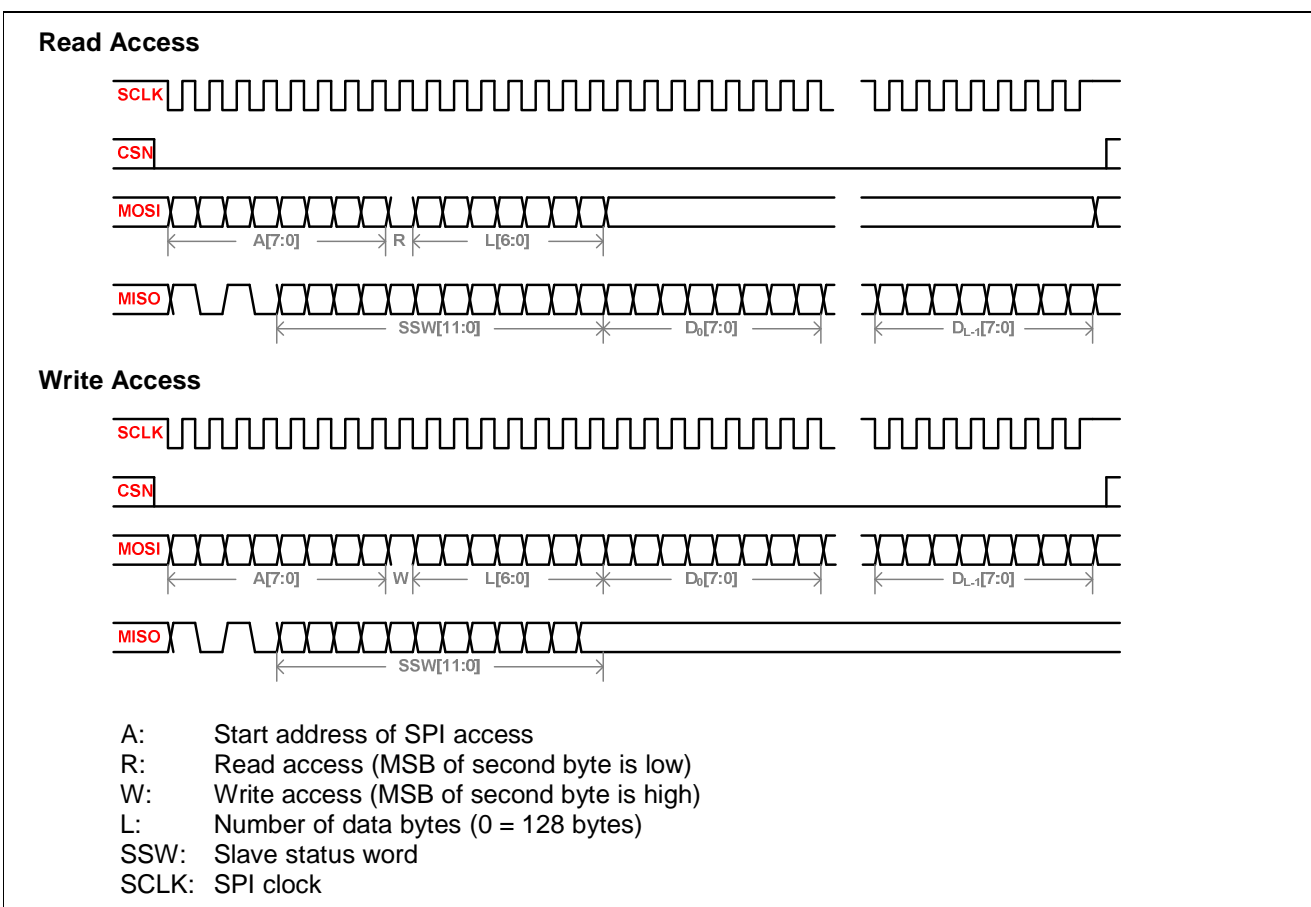 Read Access
SCLK
CSN
MOSI
A[7:0] R L[6:0]
MISO
SSW[11:0] D₀[7:0] D_L-1[7:0]
Write Access
SCLK
CSN
MOSI
A[7:0] W L[6:0] D₀[7:0] D_L-1[7:0]
MISO
SSW[11:0]
A: Start address of SPI access
R: Read access (MSB of second byte is low)
W: Write access (MSB of second byte is high)
L: Number of data bytes (0 = 128 bytes)
SSW: Slave status word
SCLK: SPI clock